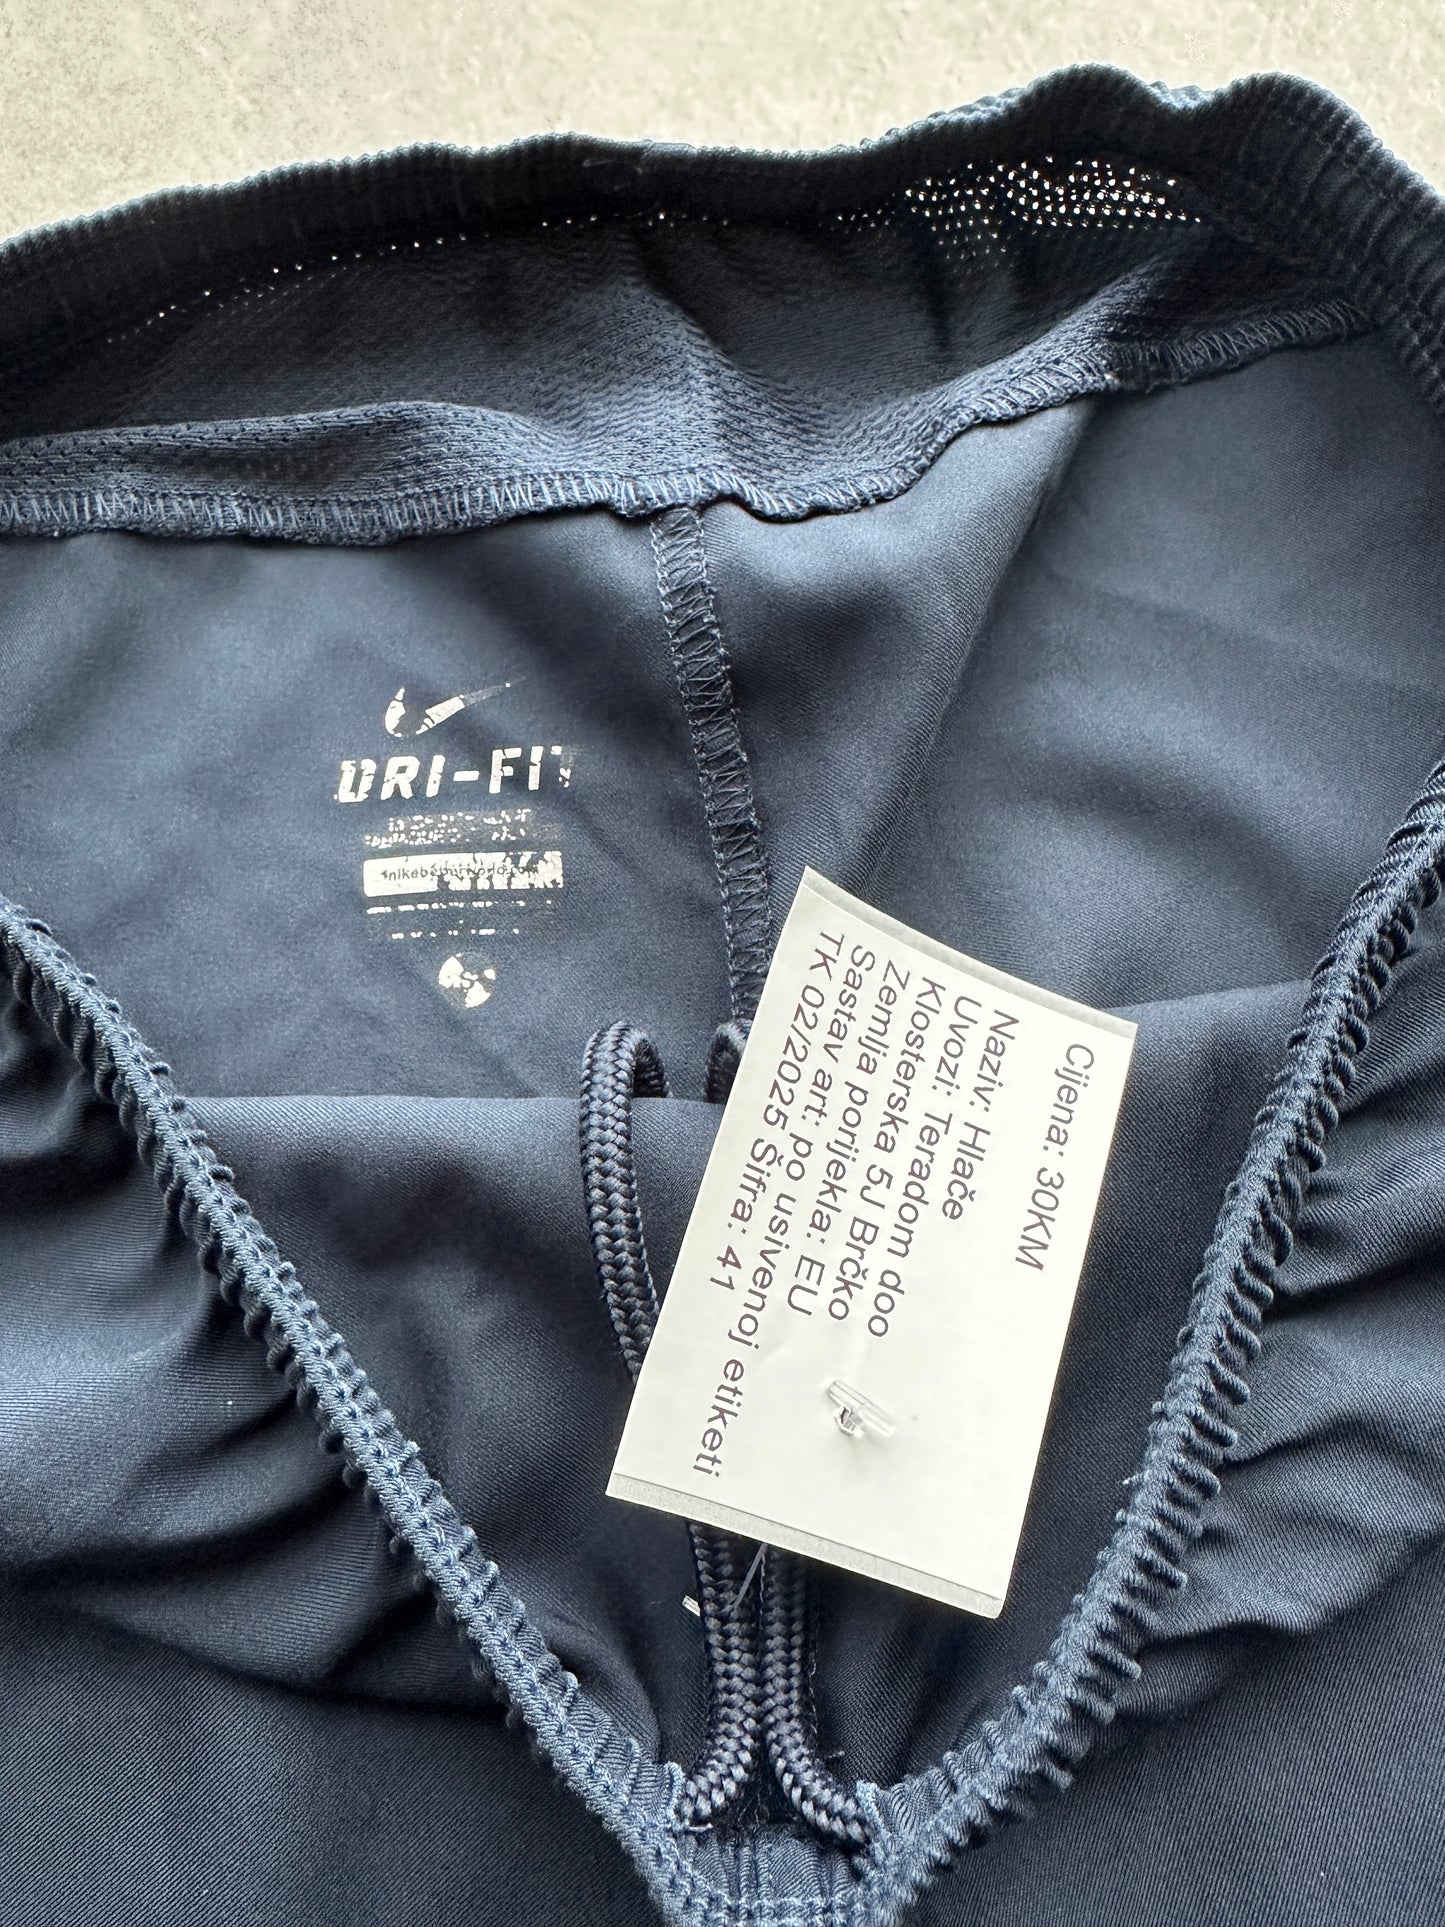 DRI-FIT
Cijena: 30KM
Naziv: Hlače
Uvozi: Teradom doo
Klosterska 5J Brčko
Zemlja porijekla: EU
Sastav art: po usivenoj etiketi
TK 02/2025 Šifra: 41